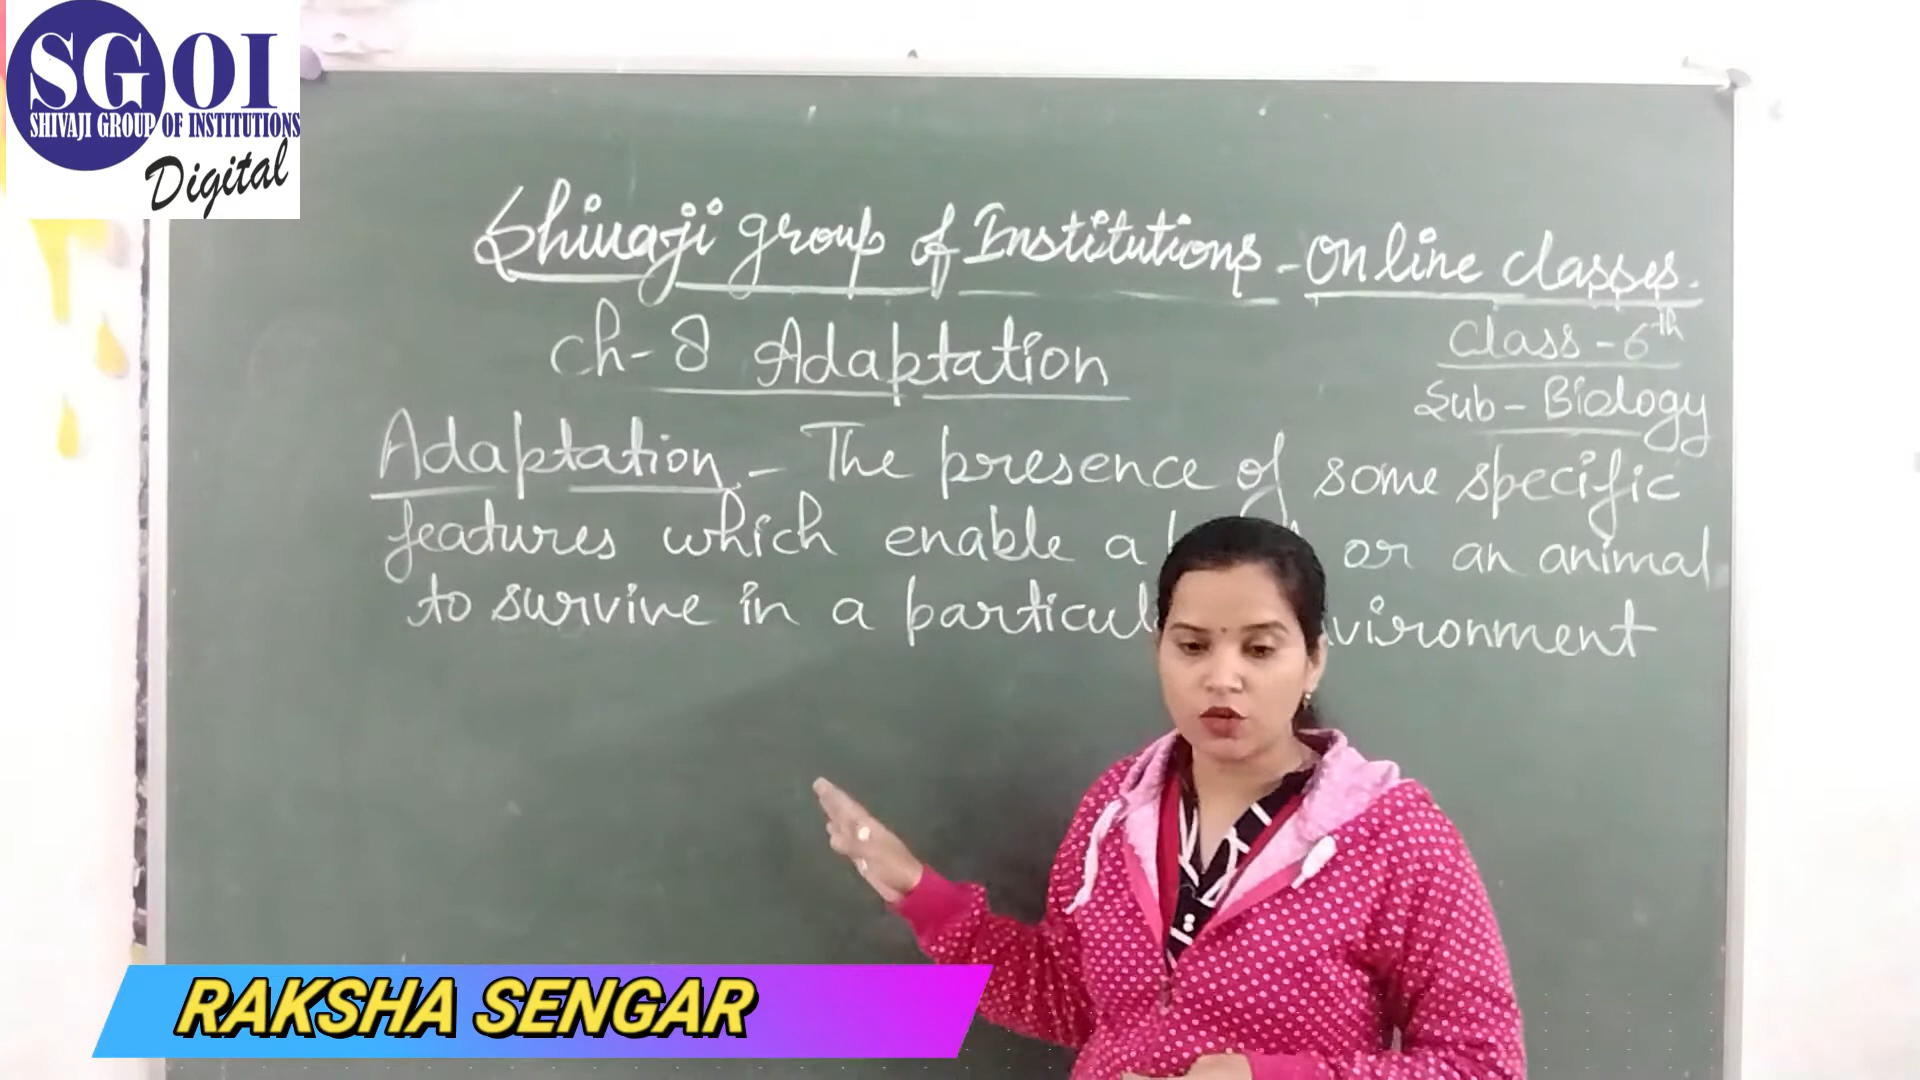 SGOI
SHIVAJI GROUP OF INSTITUTIONS
Digital
Shivaji group of Institutions - Online classes.
Ch-8 Adaptation
Class - 6th
Sub - Biology
Adaptation - The presence of some specific
features which enable a or an animal
to survive in a
RAKSHA SENGAR